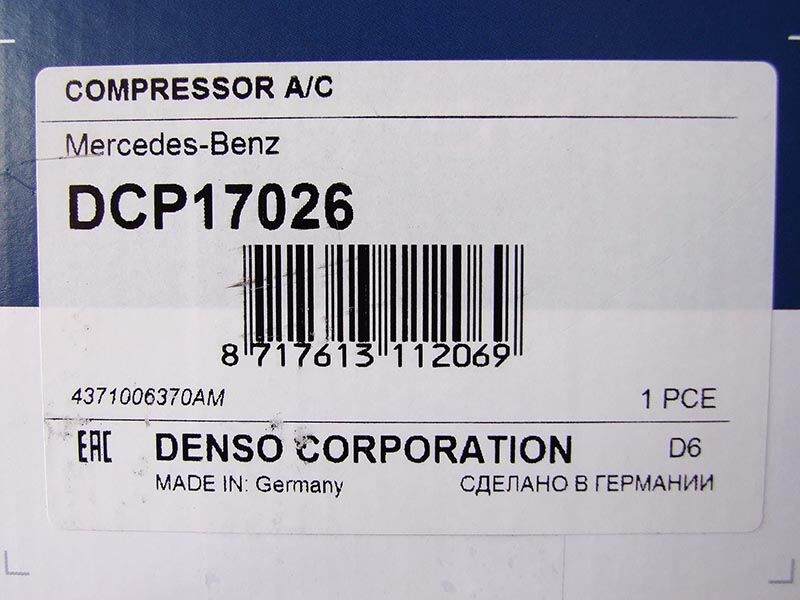 COMPRESSOR A/C
Mercedes-Benz
DCP17026
8 717613 112069
4371006370AM 1 PCE
EAC DENSO CORPORATION D6
MADE IN: Germany СДЕЛАНО В ГЕРМАНИИ